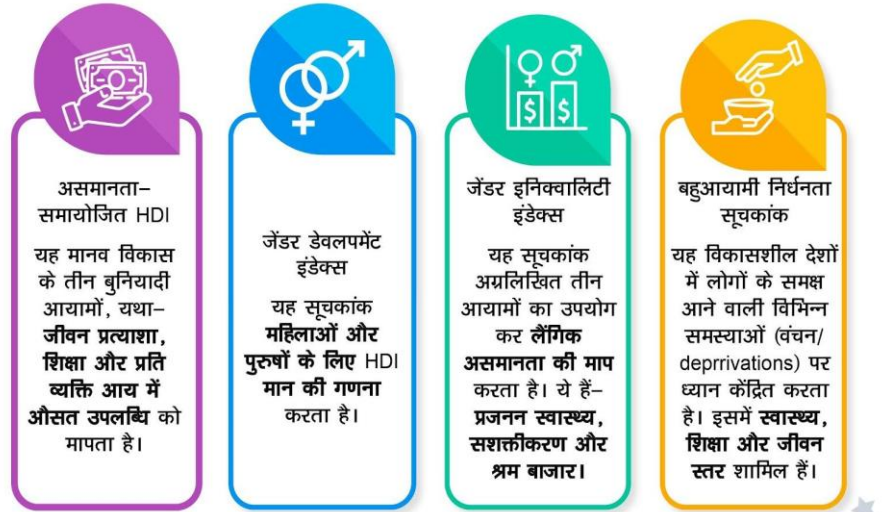 असमानता–
समायोजित HDI
यह मानव विकास
के तीन बुनियादी
आयामों, यथा–
जीवन प्रत्याशा,
शिक्षा और प्रति
व्यक्ति आय में
औसत उपलब्धि को
मापता है।
जेंडर डेवलपमेंट
इंडेक्स
यह सूचकांक
महिलाओं और
पुरुषों के लिए HDI
मान की गणना
करता है।
जेंडर इनिक्वालिटी
इंडेक्स
यह सूचकांक
अग्रलिखित तीन
आयामों का उपयोग
कर लैंगिक
असमानता की माप
करता है। ये हैं–
प्रजनन स्वास्थ्य,
सशक्तीकरण और
श्रम बाजार।
बहुआयामी निर्धनता
सूचकांक
यह विकासशील देशों
में लोगों के समक्ष
आने वाली विभिन्न
समस्याओं (वंचन/
deprrivations) पर
ध्यान केंद्रित करता
है। इसमें स्वास्थ्य,
शिक्षा और जीवन
स्तर शामिल हैं।